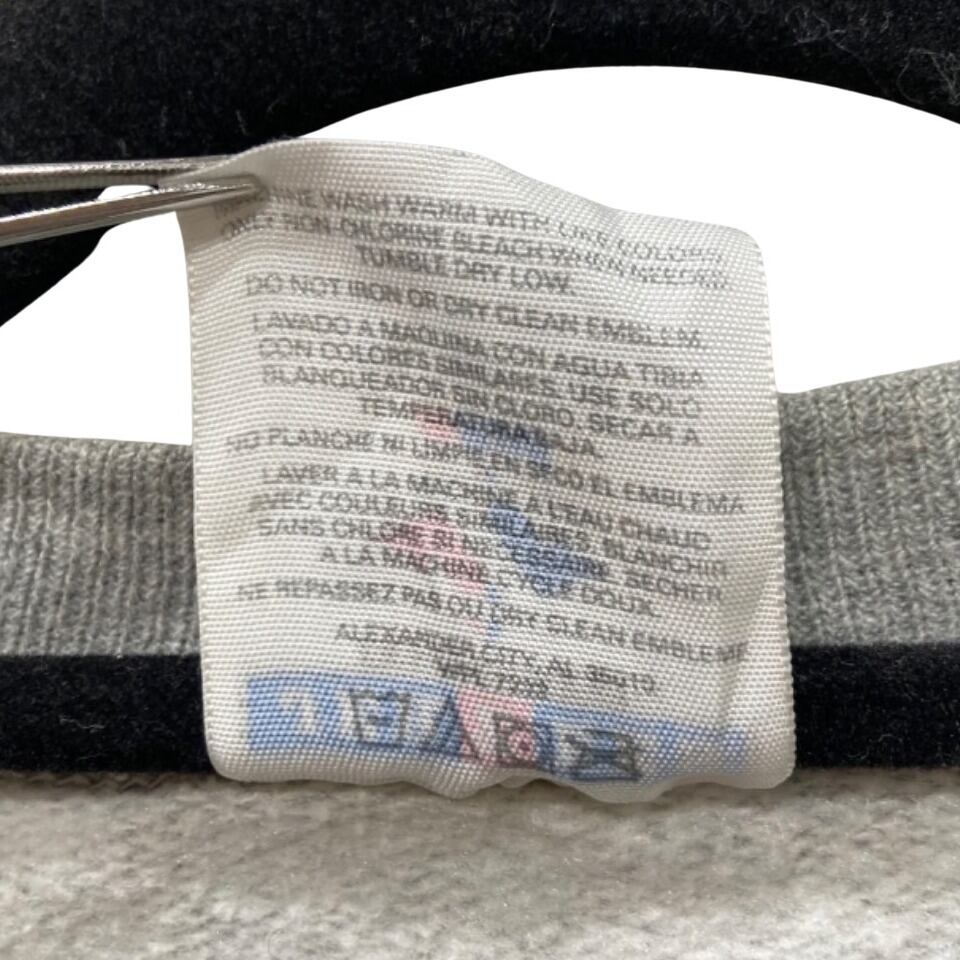 MACHINE WASH WARM WITH LIKE COLORS
ONLY NON-CHLORINE BLEACH WHEN NEEDED
TUMBLE DRY LOW.
DO NOT IRON OR DRY CLEAN EMBLEM
LAVADO A MAQUINA CON AGUA TIBIA
CON COLORES SIMILARES. USE SOLO
BLANQUEADOR SIN CLORO, SECAR A
TEMPERATURA BAJA.
NO PLANCHE NI LIMPIE EN SECO EL EMBLEMA
LAVER A LA MACHINE A L'EAU CHAUD
AVEC COULEURS SIMILAIRES, BLANCHIR
SANS CHLORE SI NECESSAIRE, SECHER
A LA MACHINE, CYCLE DOUX.
NE REPASSEZ PAS OU DRY CLEAN EMBLEME
ALEXANDER CITY, AL 35010